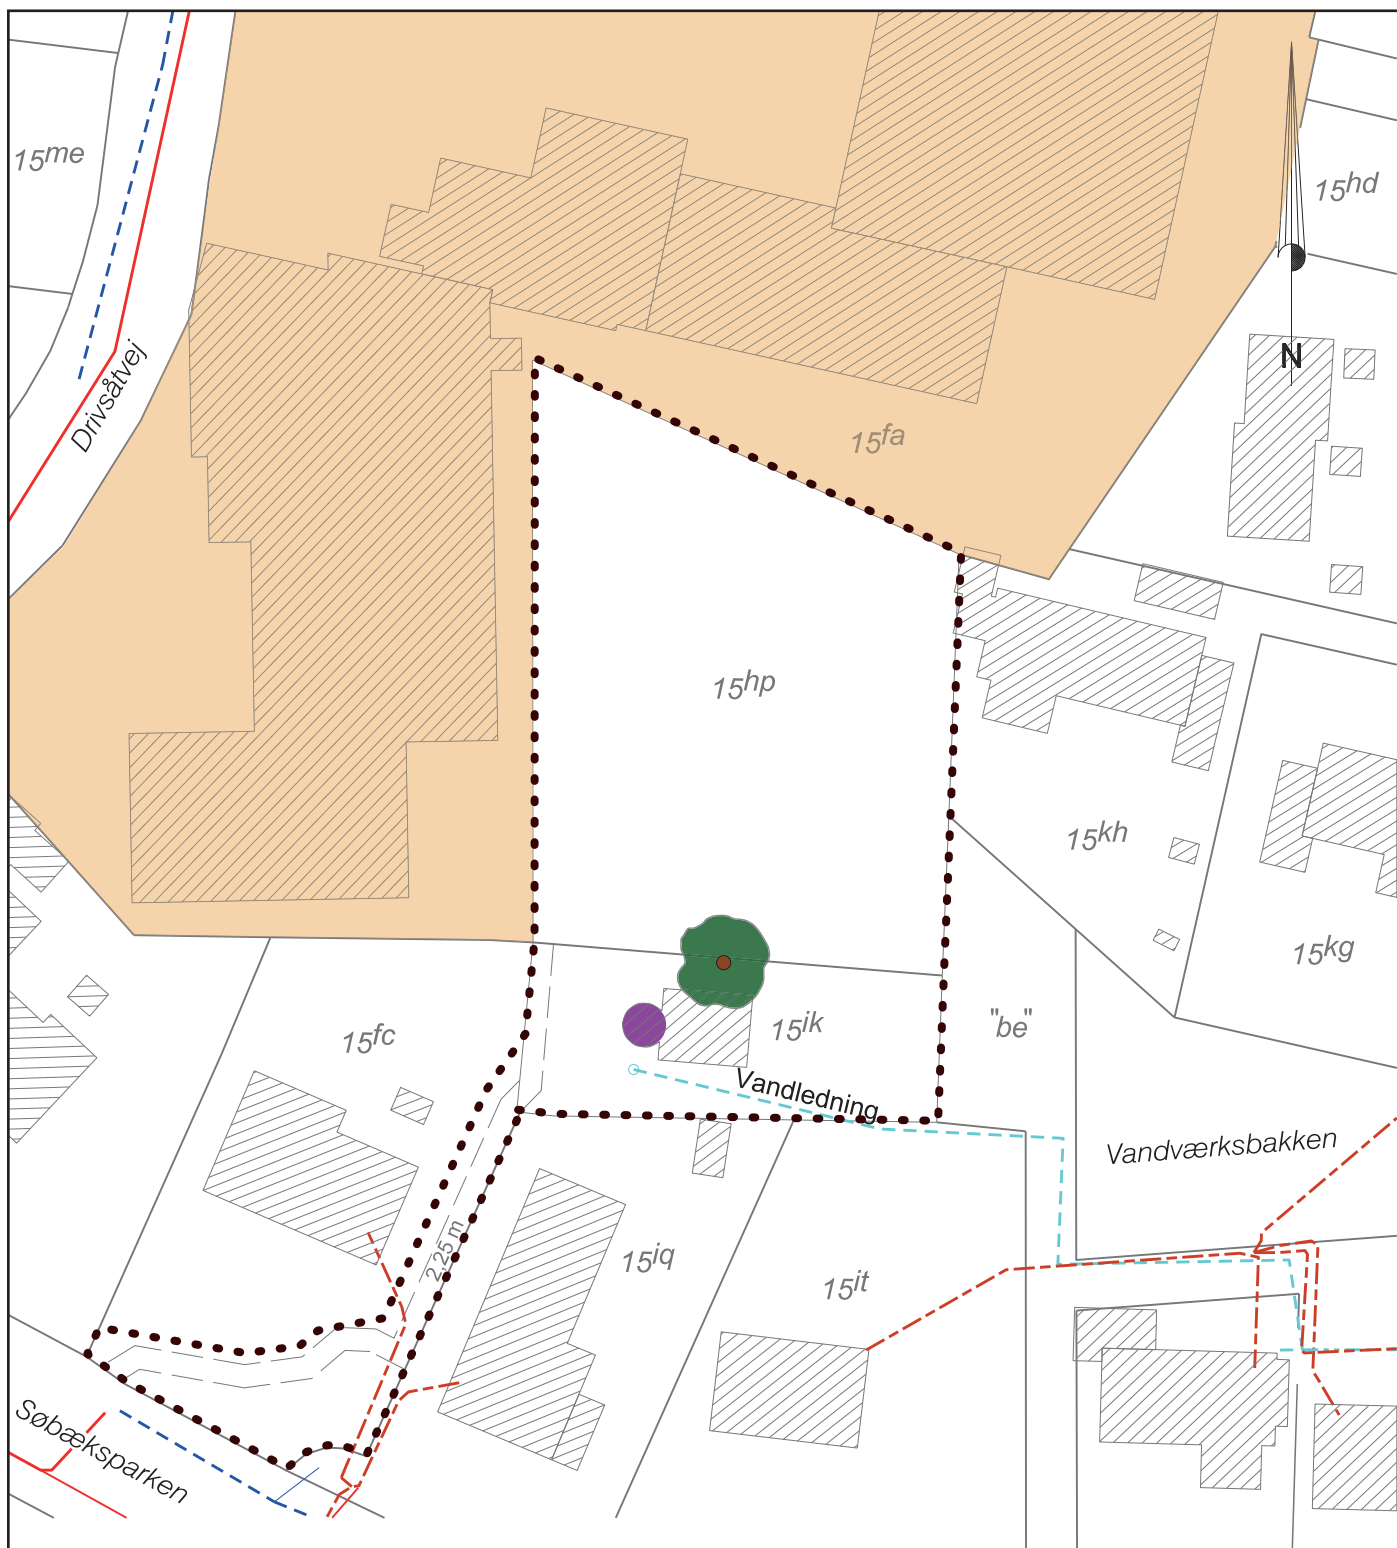 15me
15hd
N
Drivsåtvej
15fa
15hp
15kh
15kg
15fc
15ik
"be"
Vandledning
Vandværksbakken
2,25 m
15iq
15it
Søbæksparken